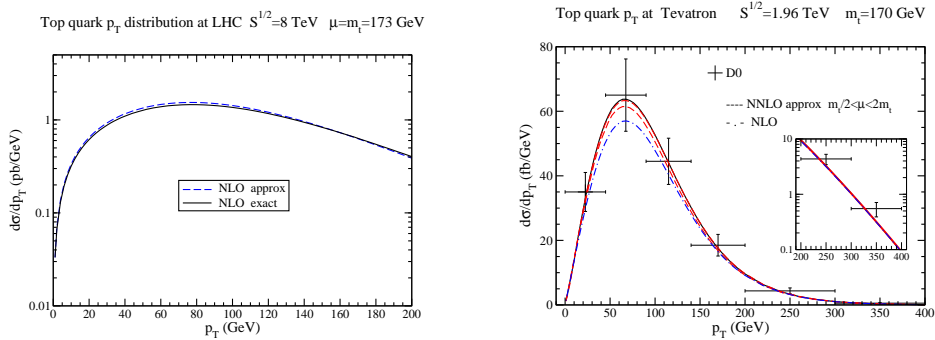 Top quark p_T distribution at LHC S^{1/2}=8 TeV μ=m_t=173 GeV
dσ/dp_T (pb/GeV)
1
0.1
0.01
NLO approx
NLO exact
0 20 40 60 80 100 120 140 160 180 200
p_T (GeV)
Top quark p_T at Tevatron S^{1/2}=1.96 TeV m_t=170 GeV
dσ/dp_T (fb/GeV)
80
60
40
20
0
D0
NNLO approx m_t/2<μ<2m_t
NLO
10
1
0.1
200 300 400
0 50 100 150 200 250 300 350 400
p_T (GeV)